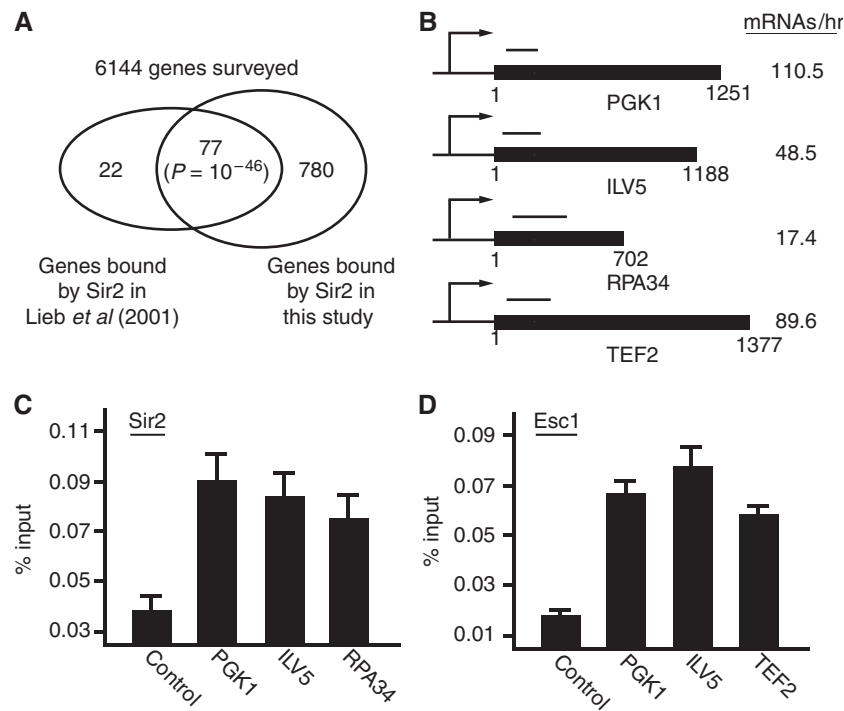 A
6144 genes surveyed
22
77
(P = 10−46)
780
Genes bound
by Sir2 in
Lieb et al (2001)
Genes bound
by Sir2 in
this study
B
mRNAs/hr
1
1251
PGK1
110.5
1
1188
ILV5
48.5
1
702
RPA34
17.4
1
1377
TEF2
89.6
C
Sir2
% input
0.11
0.09
0.07
0.05
0.03
Control
PGK1
ILV5
RPA34
D
Esc1
% input
0.09
0.07
0.05
0.03
0.01
Control
PGK1
ILV5
TEF2